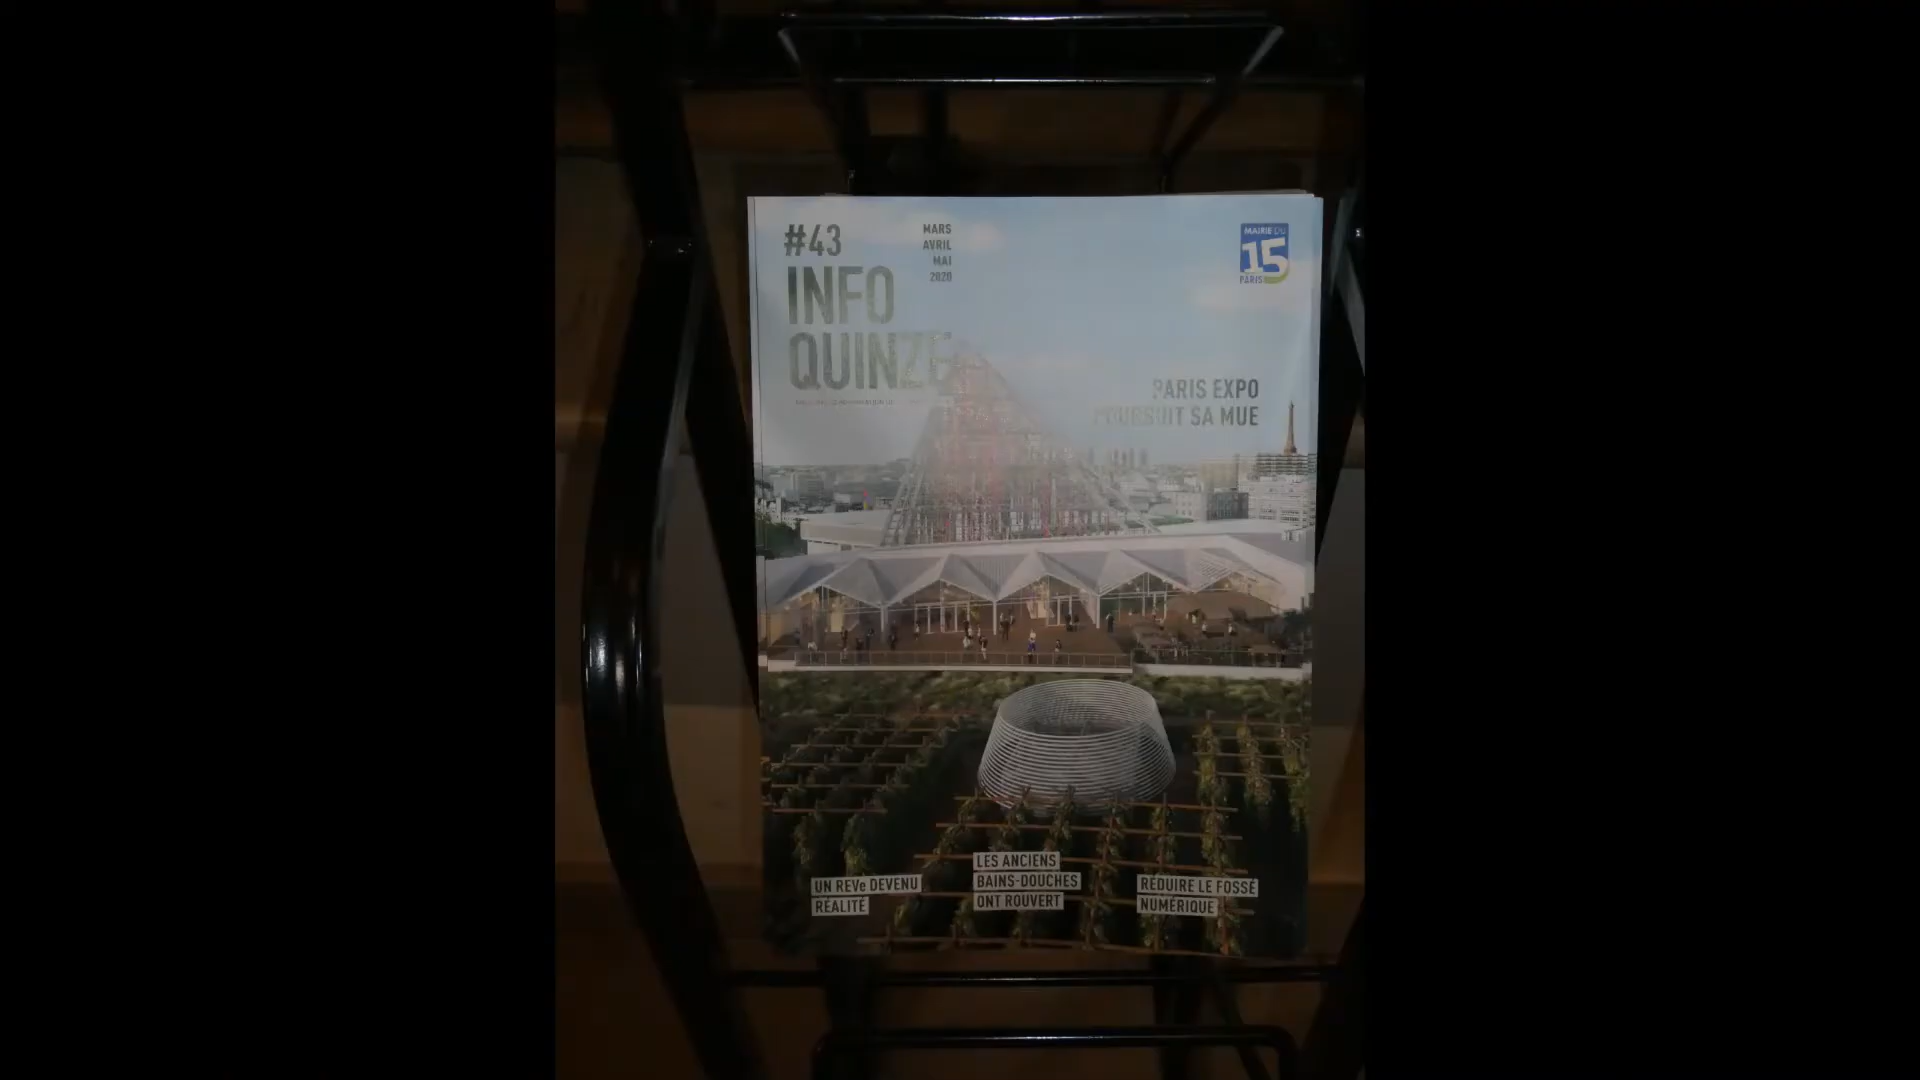 #43
MARS
AVRIL
MAI
2020
INFO
QUINZE
MAIRIE DU
15
PARIS
PARIS EXPO
POURSUIT SA MUE
UN REVe DEVENU
RÉALITÉ
LES ANCIENS
BAINS-DOUCHES
ONT ROUVERT
RÉDUIRE LE FOSSÉ
NUMÉRIQUE